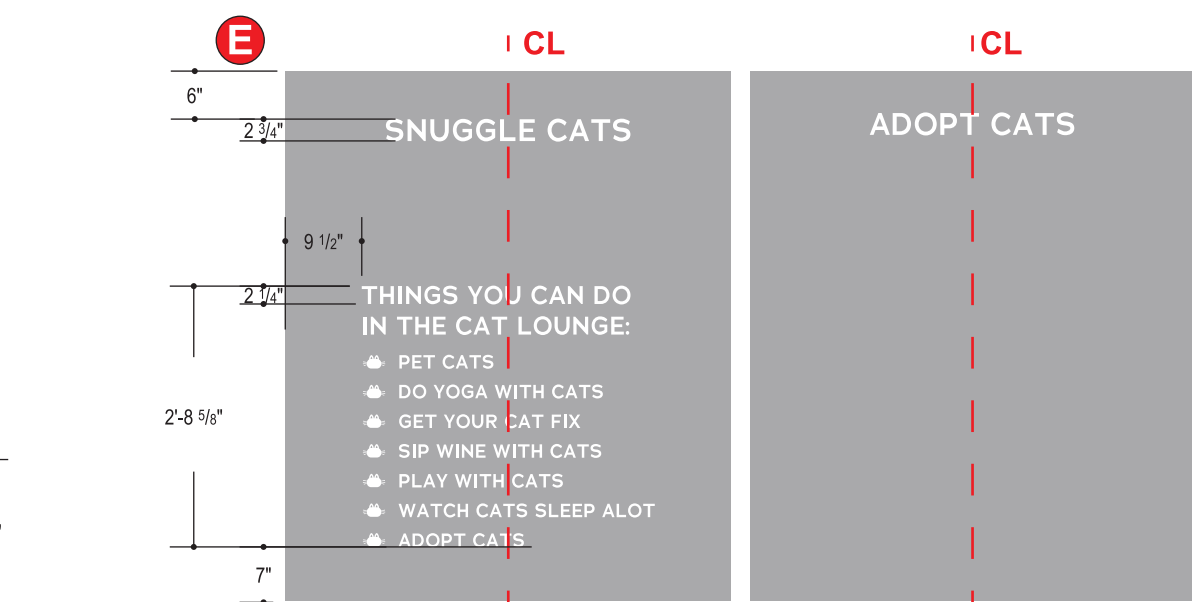 E
CL
CL
6"
2 3/4"
SNUGGLE CATS
ADOPT CATS
9 1/2"
2 1/4"
THINGS YOU CAN DO
IN THE CAT LOUNGE:
PET CATS
DO YOGA WITH CATS
GET YOUR CAT FIX
2'-8 5/8"
SIP WINE WITH CATS
PLAY WITH CATS
WATCH CATS SLEEP ALOT
ADOPT CATS
7"